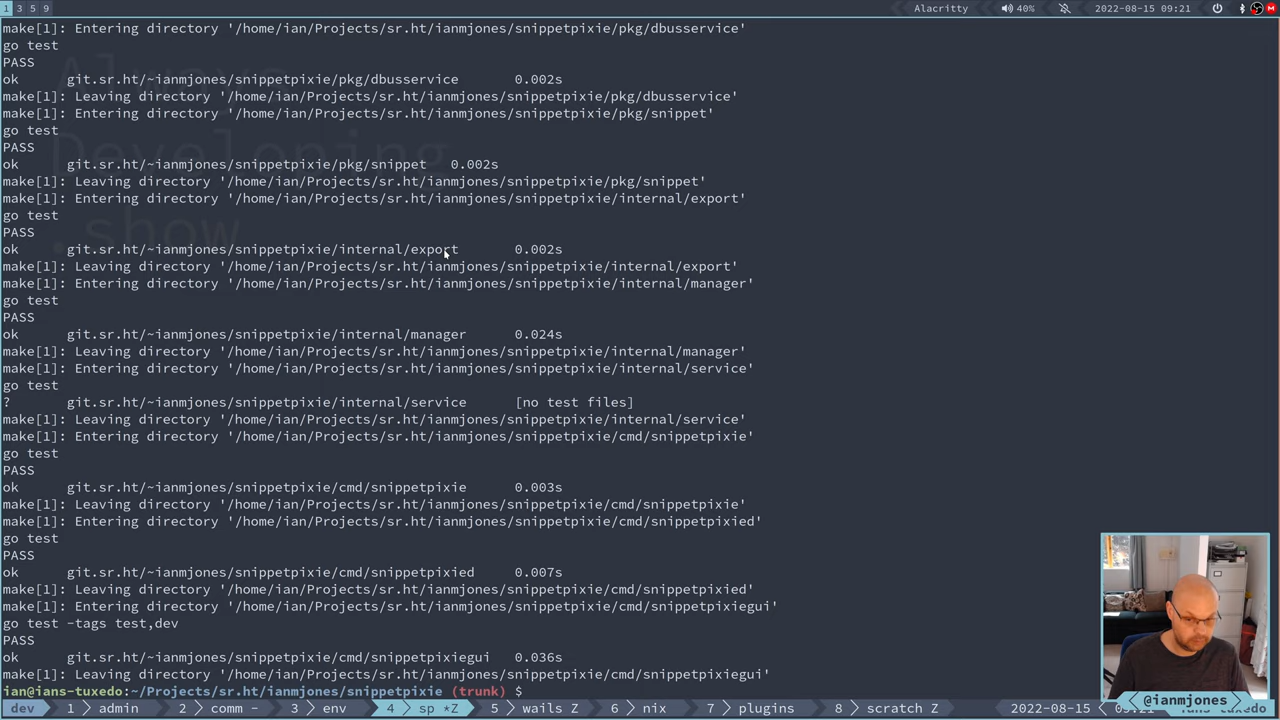 1 3 5 9 Alacritty 40% 2022-08-15 09:21
make[1]: Entering directory '/home/ian/Projects/sr.ht/ianmjones/snippetpixie/pkg/dbusservice'
go test
PASS
ok git.sr.ht/~ianmjones/snippetpixie/pkg/dbusservice 0.002s
make[1]: Leaving directory '/home/ian/Projects/sr.ht/ianmjones/snippetpixie/pkg/dbusservice'
make[1]: Entering directory '/home/ian/Projects/sr.ht/ianmjones/snippetpixie/pkg/snippet'
go test
PASS
ok git.sr.ht/~ianmjones/snippetpixie/pkg/snippet 0.002s
make[1]: Leaving directory '/home/ian/Projects/sr.ht/ianmjones/snippetpixie/pkg/snippet'
make[1]: Entering directory '/home/ian/Projects/sr.ht/ianmjones/snippetpixie/internal/export'
go test
PASS
ok git.sr.ht/~ianmjones/snippetpixie/internal/export 0.002s
make[1]: Leaving directory '/home/ian/Projects/sr.ht/ianmjones/snippetpixie/internal/export'
make[1]: Entering directory '/home/ian/Projects/sr.ht/ianmjones/snippetpixie/internal/manager'
go test
PASS
ok git.sr.ht/~ianmjones/snippetpixie/internal/manager 0.024s
make[1]: Leaving directory '/home/ian/Projects/sr.ht/ianmjones/snippetpixie/internal/manager'
make[1]: Entering directory '/home/ian/Projects/sr.ht/ianmjones/snippetpixie/internal/service'
go test
? git.sr.ht/~ianmjones/snippetpixie/internal/service [no test files]
make[1]: Leaving directory '/home/ian/Projects/sr.ht/ianmjones/snippetpixie/internal/service'
make[1]: Entering directory '/home/ian/Projects/sr.ht/ianmjones/snippetpixie/cmd/snippetpixie'
go test
PASS
ok git.sr.ht/~ianmjones/snippetpixie/cmd/snippetpixie 0.003s
make[1]: Leaving directory '/home/ian/Projects/sr.ht/ianmjones/snippetpixie/cmd/snippetpixie'
make[1]: Entering directory '/home/ian/Projects/sr.ht/ianmjones/snippetpixie/cmd/snippetpixied'
go test
PASS
ok git.sr.ht/~ianmjones/snippetpixie/cmd/snippetpixied 0.007s
make[1]: Leaving directory '/home/ian/Projects/sr.ht/ianmjones/snippetpixie/cmd/snippetpixied'
make[1]: Entering directory '/home/ian/Projects/sr.ht/ianmjones/snippetpixie/cmd/snippetpixiegui'
go test -tags test,dev
PASS
ok git.sr.ht/~ianmjones/snippetpixie/cmd/snippetpixiegui 0.036s
make[1]: Leaving directory '/home/ian/Projects/sr.ht/ianmjones/snippetpixie/cmd/snippetpixiegui'
ian@ians-tuxedo:~/Projects/sr.ht/ianmjones/snippetpixie (trunk) $
dev 1 admin 2 comm - 3 env 4 sp *Z 5 wails Z 6 nix 7 plugins 8 scratch Z 2022-08-15
@ianmjones
Always
Developing
.show